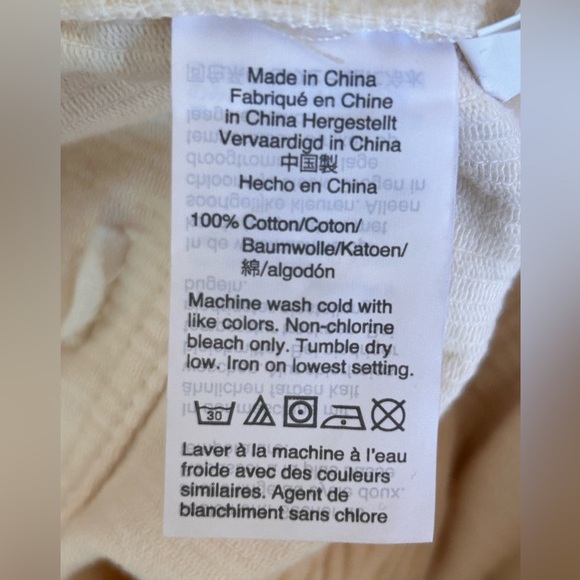 Made in China
Fabriqué en Chine
in China Hergestellt
Vervaardigd in China
中国製
Hecho en China
100% Cotton/Coton/
Baumwolle/Katoen/
綿/algodón
Machine wash cold with
like colors. Non-chlorine
bleach only. Tumble dry
low. Iron on lowest setting.
30
Laver à la machine à l'eau
froide avec des couleurs
similaires. Agent de
blanchiment sans chlore